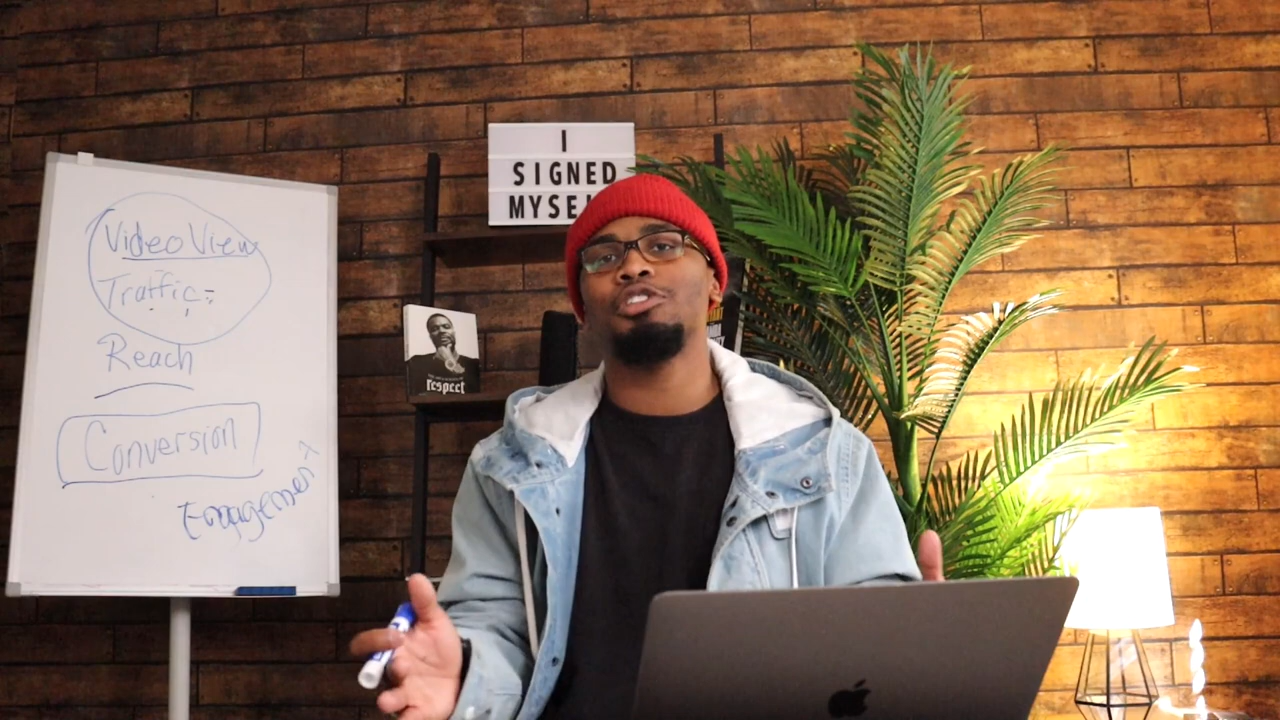 Video View
Traffic
Reach
Conversion
Engagement
I
SIGNED
respect